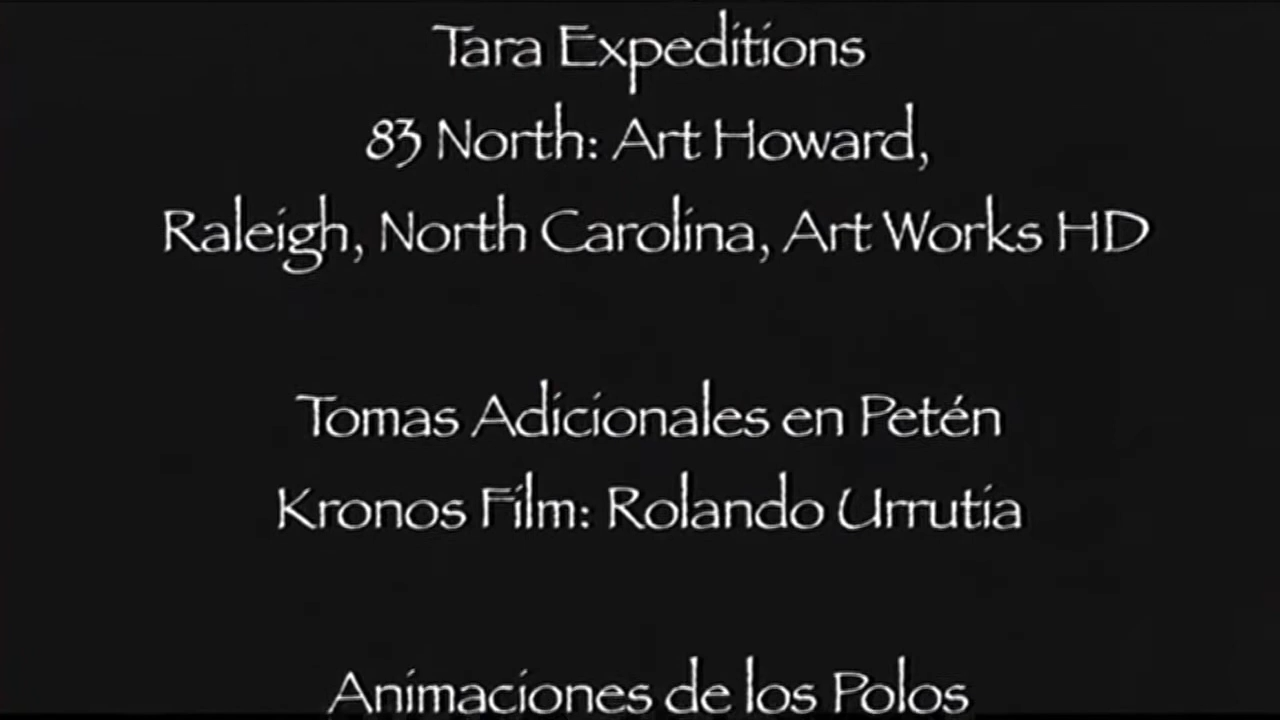 Tara Expeditions
83 North: Art Howard,
Raleigh, North Carolina, Art Works HD
Tomas Adicionales en Petén
Kronos Film: Rolando Urrutia
Animaciones de los Polos